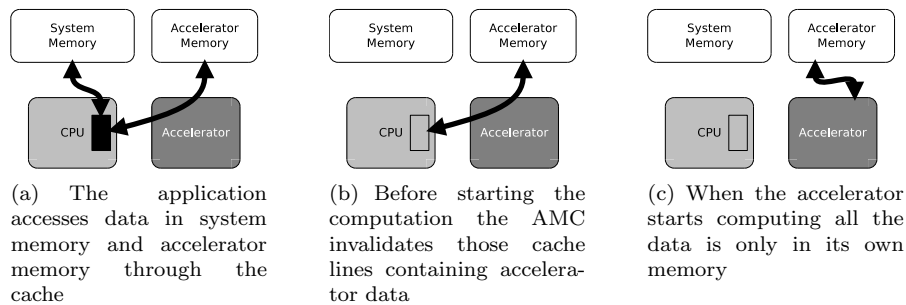 System
Memory
Accelerator
Memory
CPU
Accelerator
(a) The application
accesses data in system
memory and accelerator
memory through the
cache
System
Memory
Accelerator
Memory
CPU
Accelerator
(b) Before starting the
computation the AMC
invalidates those cache
lines containing accelera-
tor data
System
Memory
Accelerator
Memory
CPU
Accelerator
(c) When the accelerator
starts computing all the
data is only in its own
memory